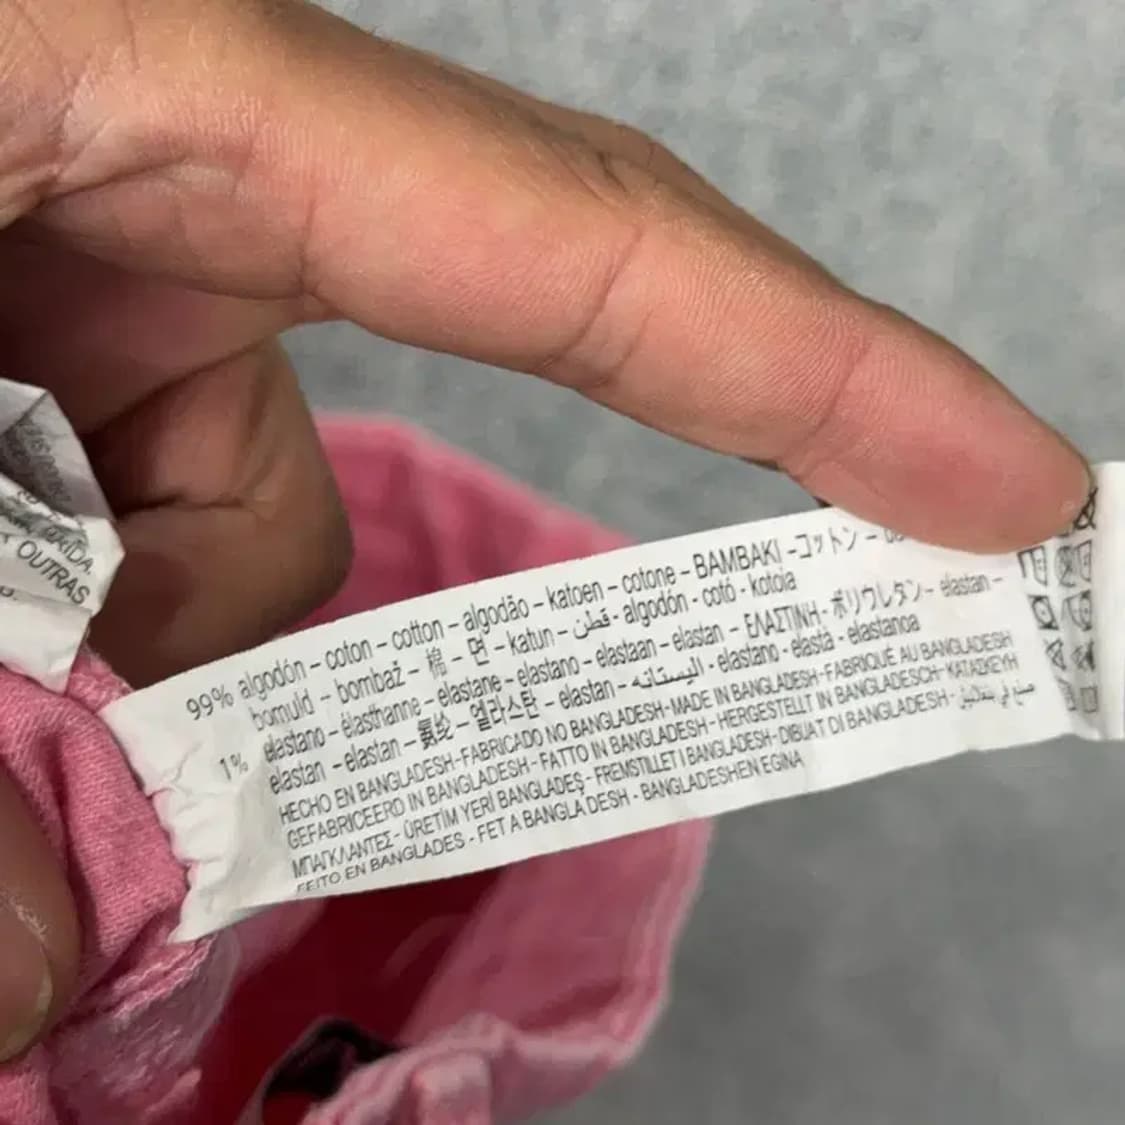 OUTRAS
99% algodón – coton – cotton – algodão – katoen – cotone – BAMBAKI -コットン –
bomuld – bombaž – 棉 – 면 – katun – قطن - algodón - cotó - kotoia
1% elastano – élasthanne – elastane – elastano – elastaan – elastan – ΕΛΑΣΤΙΝΗ - ポリウレタン – elastan –
elastan – elastan – 氨纶 – 엘라스탄 – elastan – اليستانه - elastano - elastà - elastanoa
HECHO EN BANGLADESH-FABRICADO NO BANGLADESH-MADE IN BANGLADESH-FABRIQUÉ AU BANGLADESH
GEFABRICEERD IN BANGLADESH - FATTO IN BANGLADESH - HERGESTELLT IN BANGLADESCH- ΚΑΤΑΣΚΕΥΗ
ΜΠΑΓΚΛΑΝΤΕΣ - ÜRETİM YERİ BANGLADEŞ - FREMSTILLET I BANGLADESH-DIBUAT DI BANGLADESH -
FEITO EN BANGLADES - FET A BANGLA DESH - BANGLADESHEN EGINA